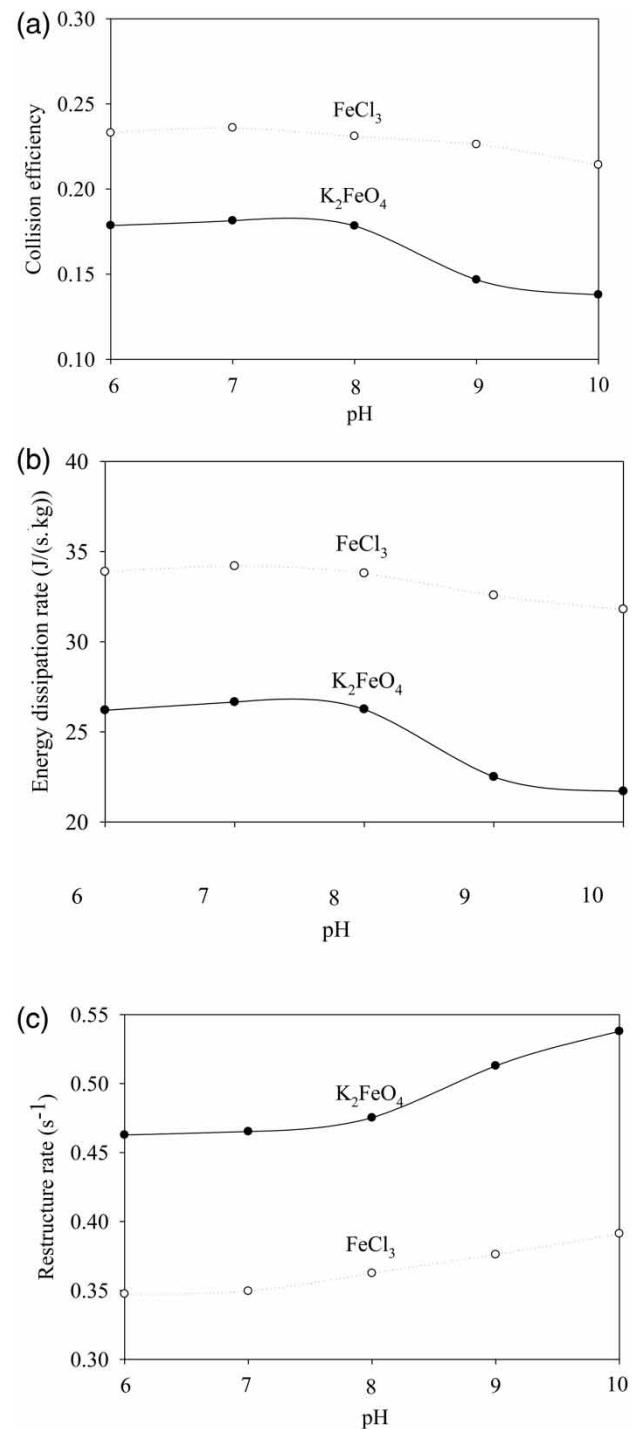 (a)
Collision efficiency
0.30
0.25
0.20
0.15
0.10
FeCl3
K2FeO4
6 7 8 9 10
pH
(b)
Energy dissipation rate (J/(s.kg))
40
35
30
25
20
FeCl3
K2FeO4
6 7 8 9 10
pH
(c)
Restructure rate (s-1)
0.55
0.50
0.45
0.40
0.35
0.30
K2FeO4
FeCl3
6 7 8 9 10
pH